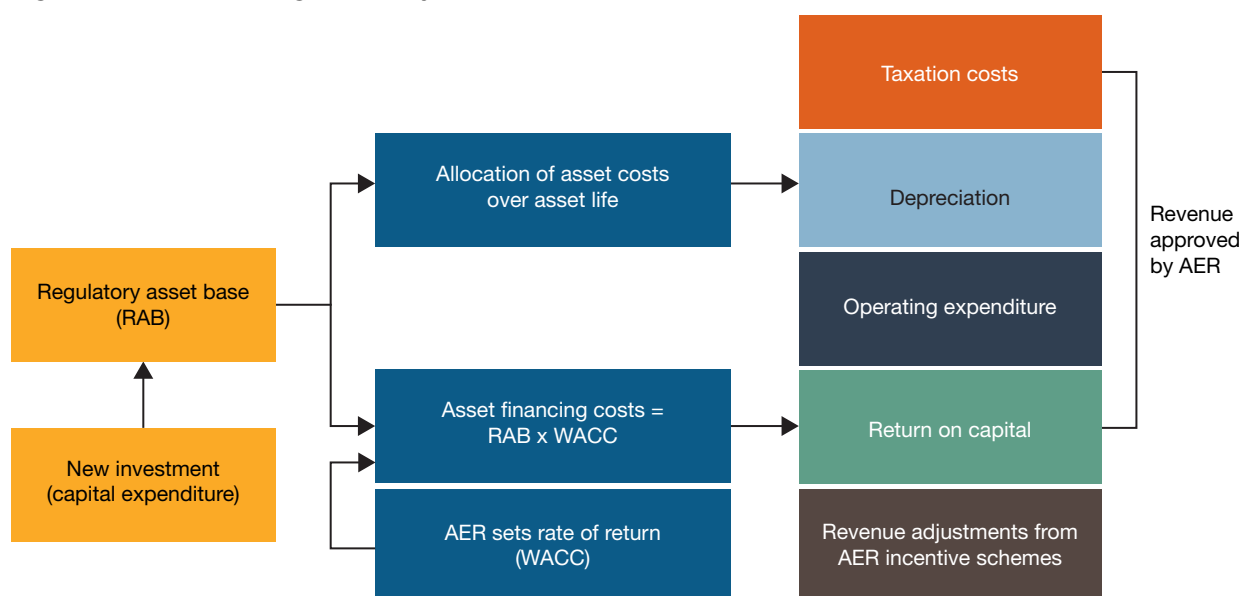 Taxation costs
Allocation of asset costs
over asset life
Depreciation
Revenue
approved
by AER
Regulatory asset base
(RAB)
Operating expenditure
Asset financing costs =
RAB x WACC
Return on capital
New investment
(capital expenditure)
AER sets rate of return
(WACC)
Revenue adjustments from
AER incentive schemes